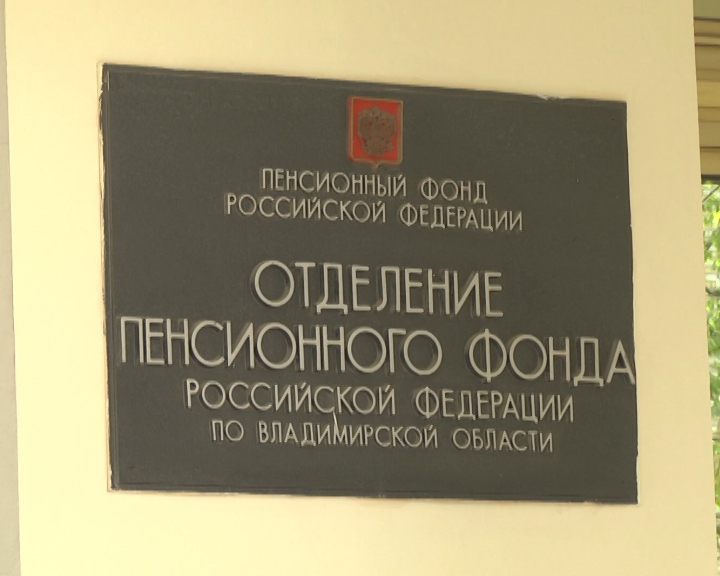 ПЕНСИОННЫЙ ФОНД
РОССИЙСКОЙ ФЕДЕРАЦИИ
ОТДЕЛЕНИЕ
ПЕНСИОННОГО ФОНДА
РОССИЙСКОЙ ФЕДЕРАЦИИ
ПО ВЛАДИМИРСКОЙ ОБЛАСТИ